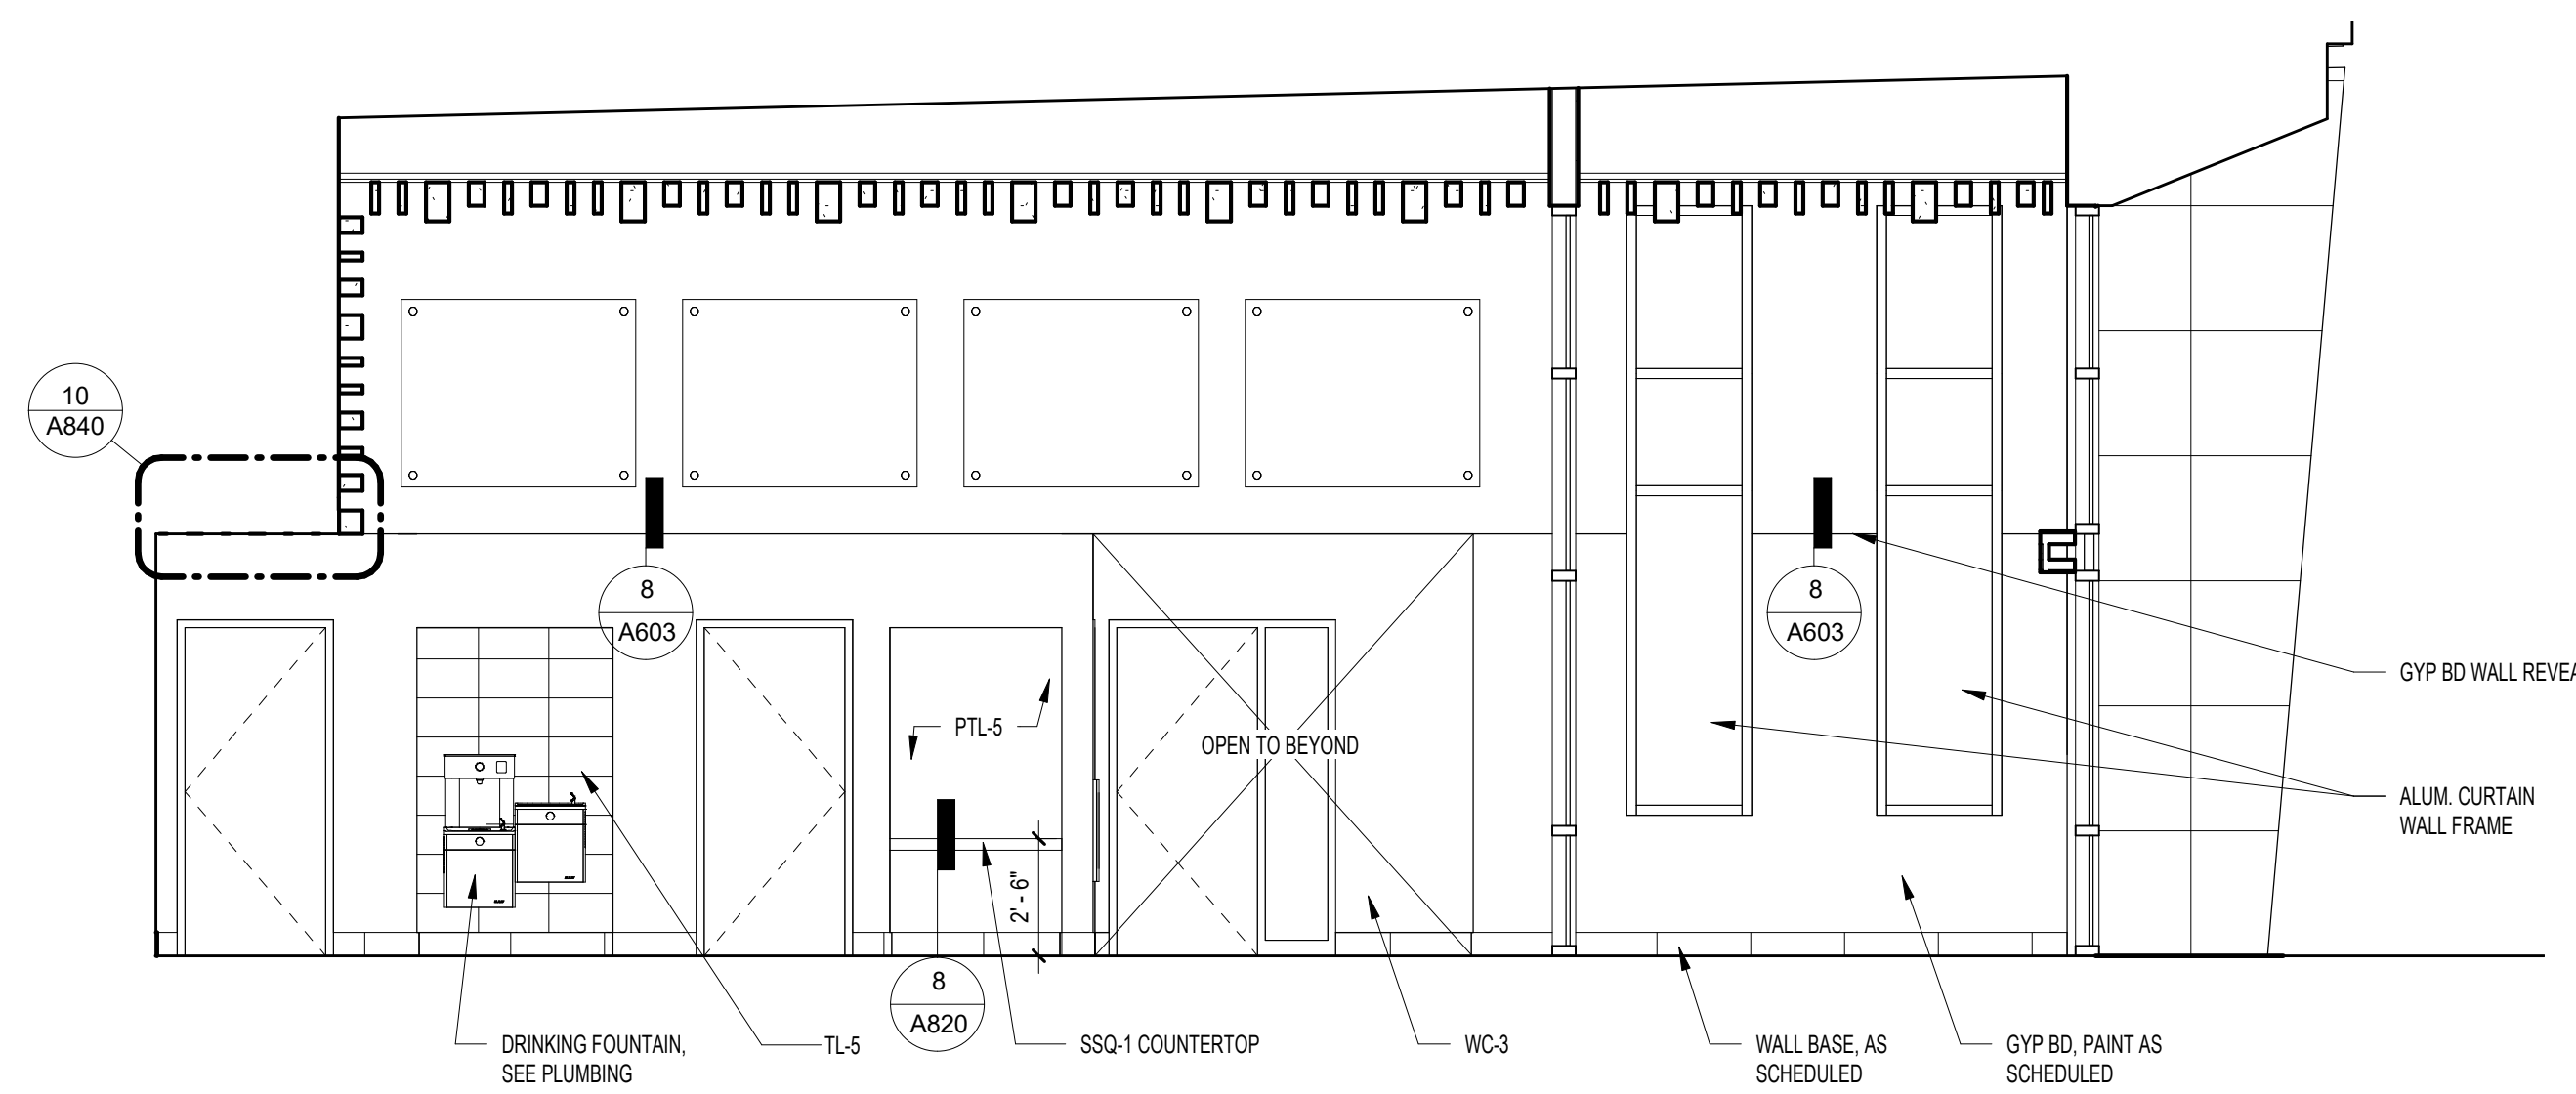 10
A840
8
A603
8
A603
GYP BD WALL REVEA
PTL-5
OPEN TO BEYOND
ALUM. CURTAIN
WALL FRAME
2' - 6"
8
A820
DRINKING FOUNTAIN,
SEE PLUMBING
TL-5
SSQ-1 COUNTERTOP
WC-3
WALL BASE, AS
SCHEDULED
GYP BD, PAINT AS
SCHEDULED